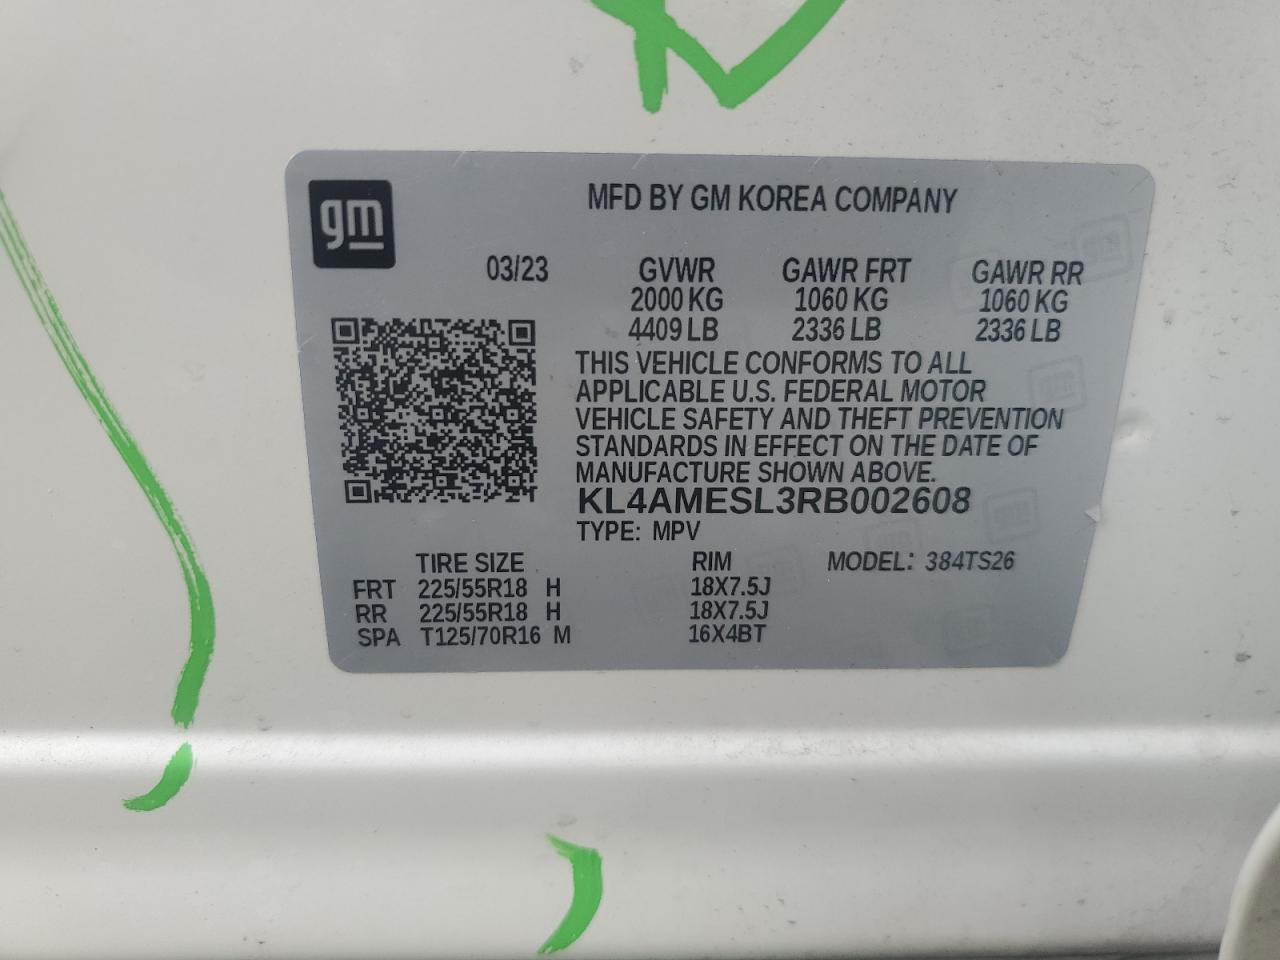 gm
MFD BY GM KOREA COMPANY
03/23 GVWR GAWR FRT GAWR RR
2000 KG 1060 KG 1060 KG
4409 LB 2336 LB 2336 LB
THIS VEHICLE CONFORMS TO ALL
APPLICABLE U.S. FEDERAL MOTOR
VEHICLE SAFETY AND THEFT PREVENTION
STANDARDS IN EFFECT ON THE DATE OF
MANUFACTURE SHOWN ABOVE.
KL4AMESL3RB002608
TYPE: MPV
TIRE SIZE RIM MODEL: 384TS26
FRT 225/55R18 H 18X7.5J
RR 225/55R18 H 18X7.5J
SPA T125/70R16 M 16X4BT